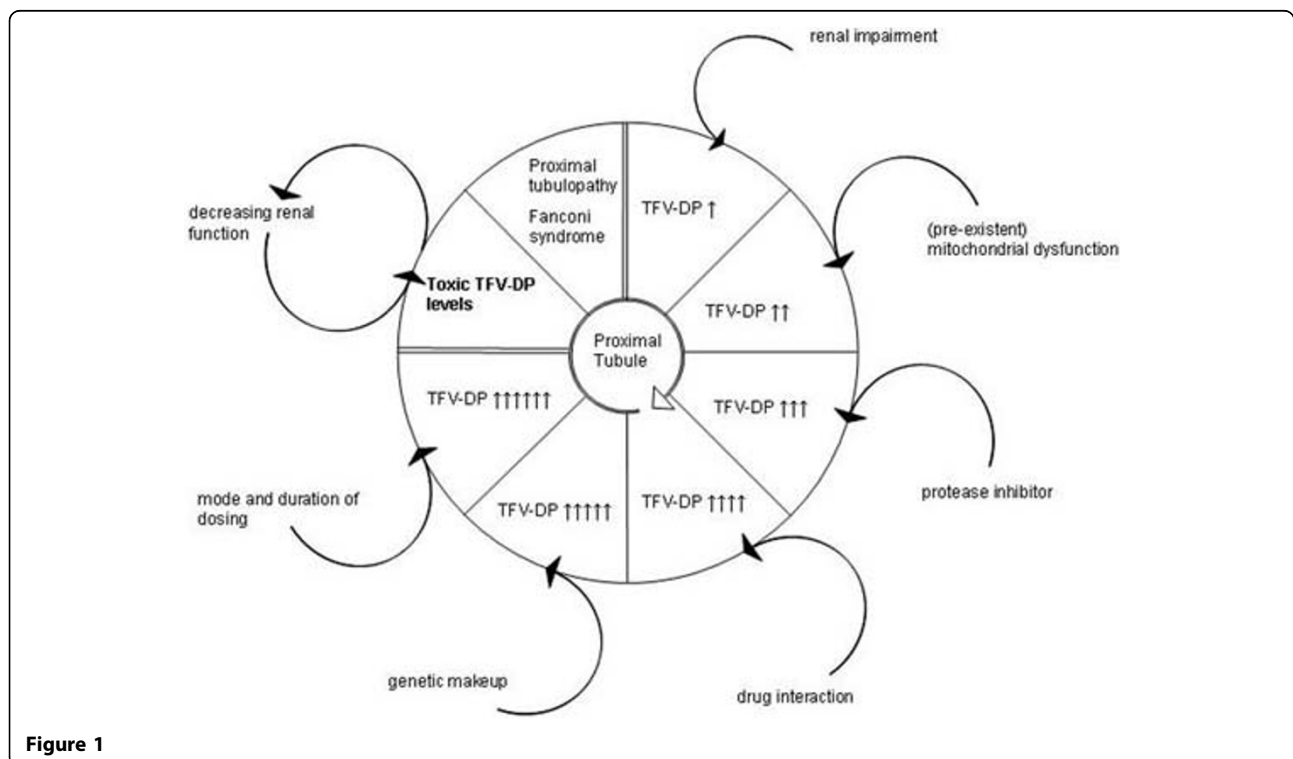 renal impairment
Proximal
tubulopathy
Fanconi
syndrome
TFV-DP ↑
decreasing renal
function
(pre-existent)
mitochondrial dysfunction
Toxic TFV-DP
levels
TFV-DP ↑↑
Proximal
Tubule
TFV-DP ↑↑↑↑↑↑
TFV-DP ↑↑↑
protease inhibitor
mode and duration of
dosing
TFV-DP ↑↑↑↑↑
TFV-DP ↑↑↑↑
genetic makeup
drug interaction
Figure 1